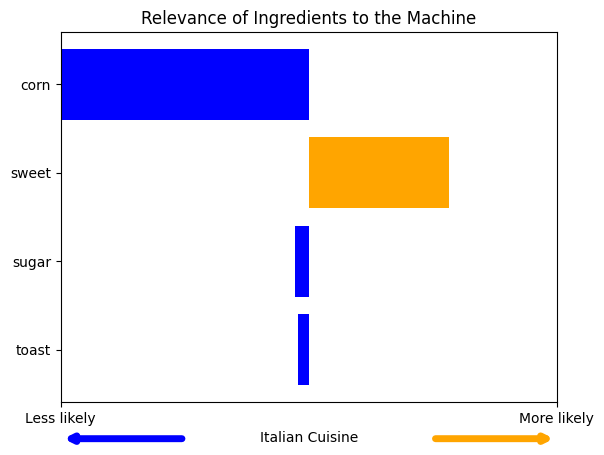 Relevance of Ingredients to the Machine
corn
sweet
sugar
toast
Less likely
More likely
Italian Cuisine